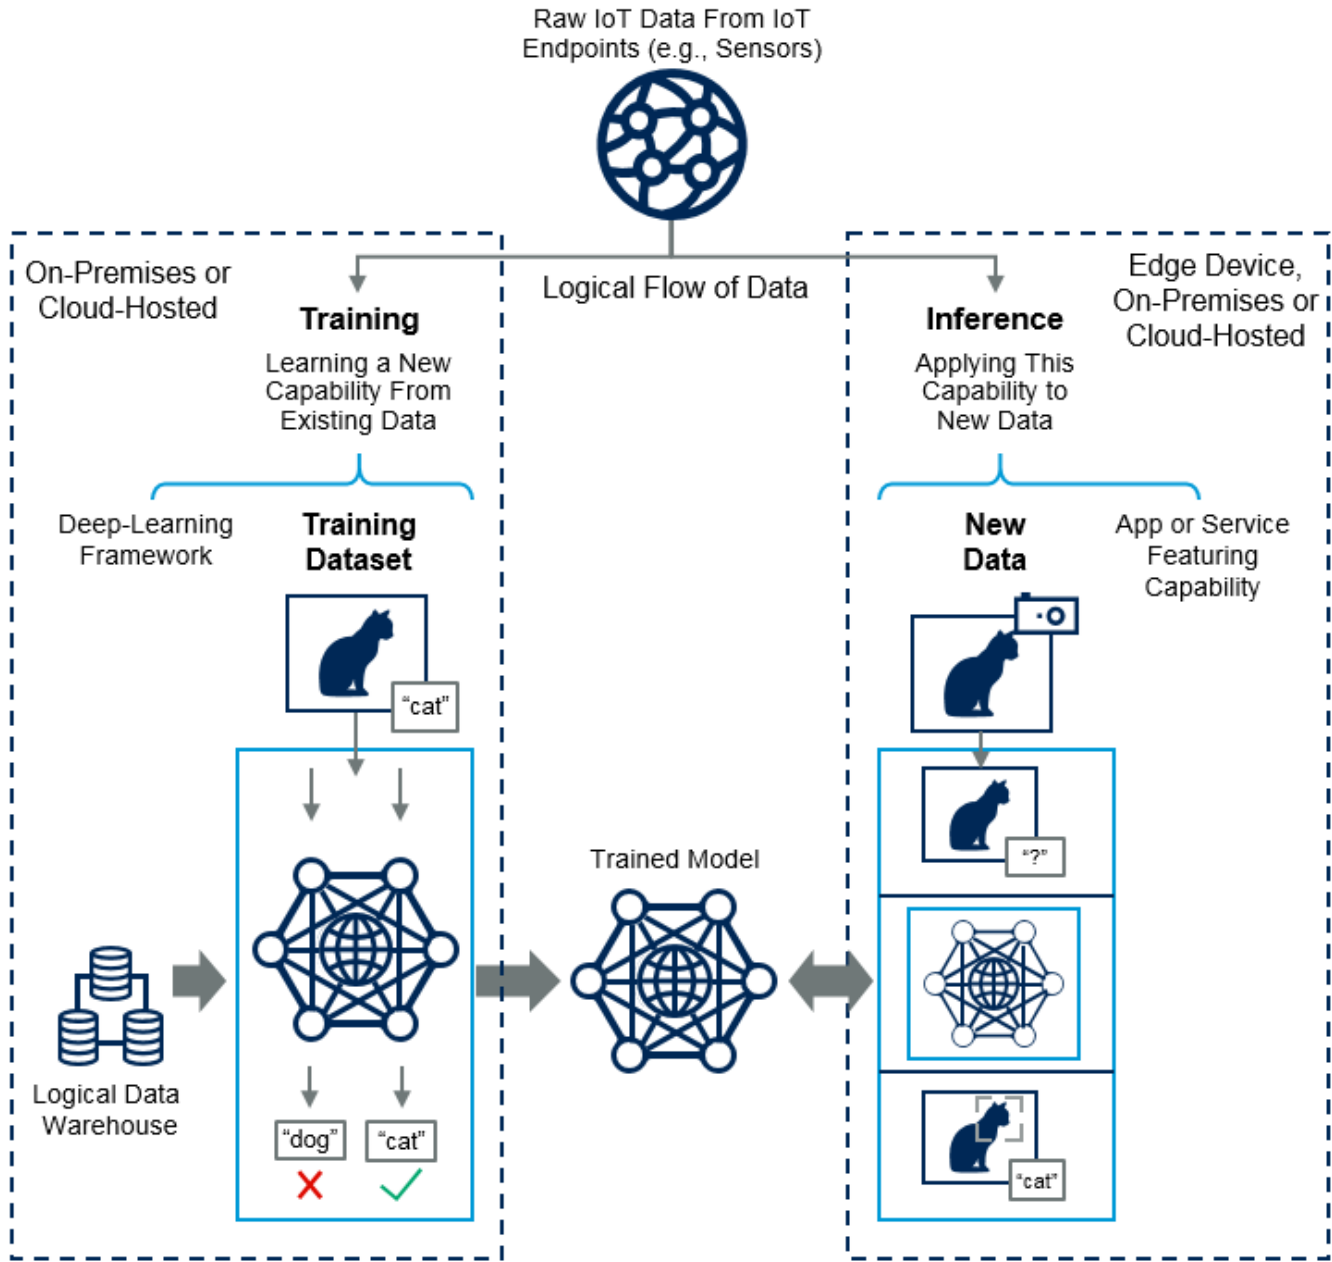 Raw IoT Data From IoT
Endpoints (e.g., Sensors)
Logical Flow of Data
On-Premises or
Cloud-Hosted
Training
Learning a New
Capability From
Existing Data
Deep-Learning
Framework
Training
Dataset
“cat”
Logical Data
Warehouse
“dog”
“cat”
Trained Model
Edge Device,
On-Premises or
Cloud-Hosted
Inference
Applying This
Capability to
New Data
New
Data
App or Service
Featuring
Capability
“?”
“cat”